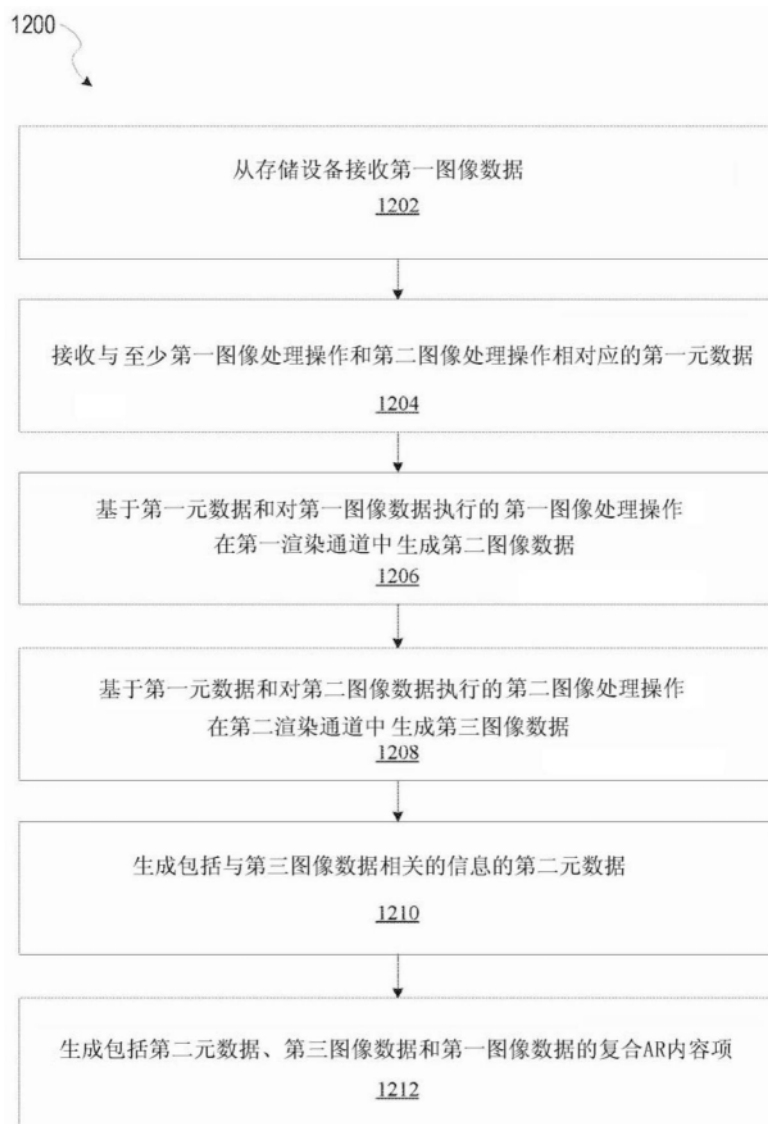 1200
从存储设备接收第一图像数据
1202
接收与至少第一图像处理操作和第二图像处理操作相对应的第一元数据
1204
基于第一元数据和对第一图像数据执行的第一图像处理操作
在第一渲染通道中生成第二图像数据
1206
基于第一元数据和对第二图像数据执行的第二图像处理操作
在第二渲染通道中生成第三图像数据
1208
生成包括与第三图像数据相关的信息的第二元数据
1210
生成包括第二元数据、第三图像数据和第一图像数据的复合AR内容项
1212